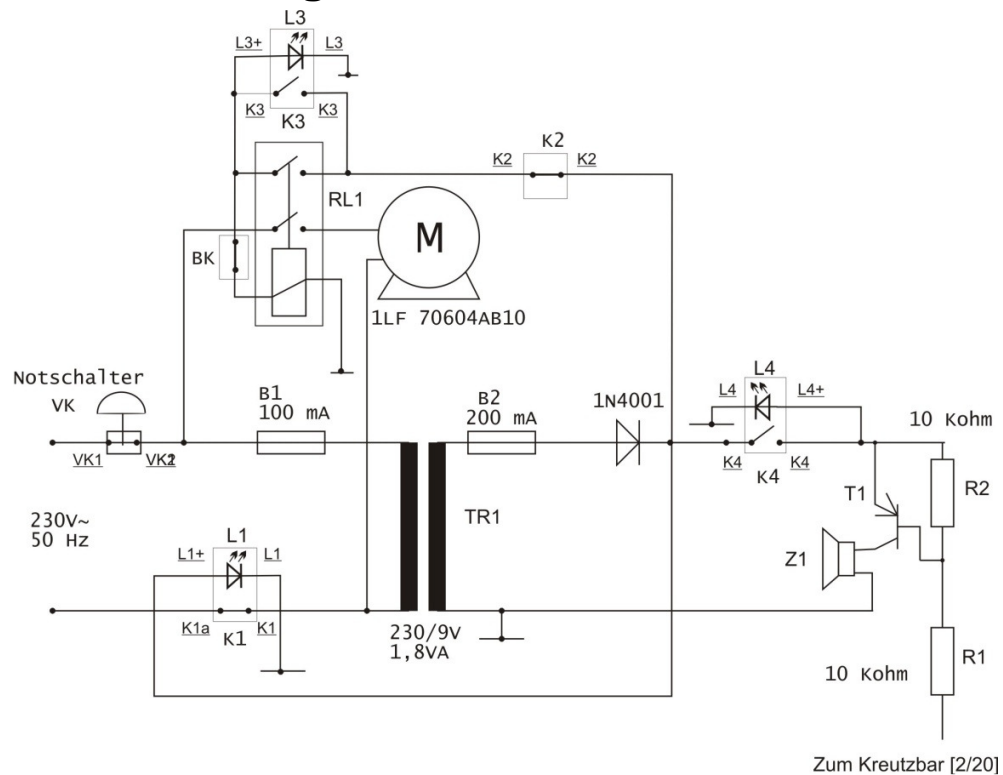 L3
L3+ L3
K3 K3
K3
K2
K2 K2
RL1
BK
M
1LF 70604AB10
Notschalter
VK
VK1
B1
100 mA
B2
200 mA
1N4001
L4
L4 L4+
K4 K4
K4
10 Kohm
R2
T1
Z1
TR1
230V~
50 Hz
L1
L1+ L1
K1a K1
K1
230/9V
1,8VA
R1
10 Kohm
Zum Kreutzbar [2/20]